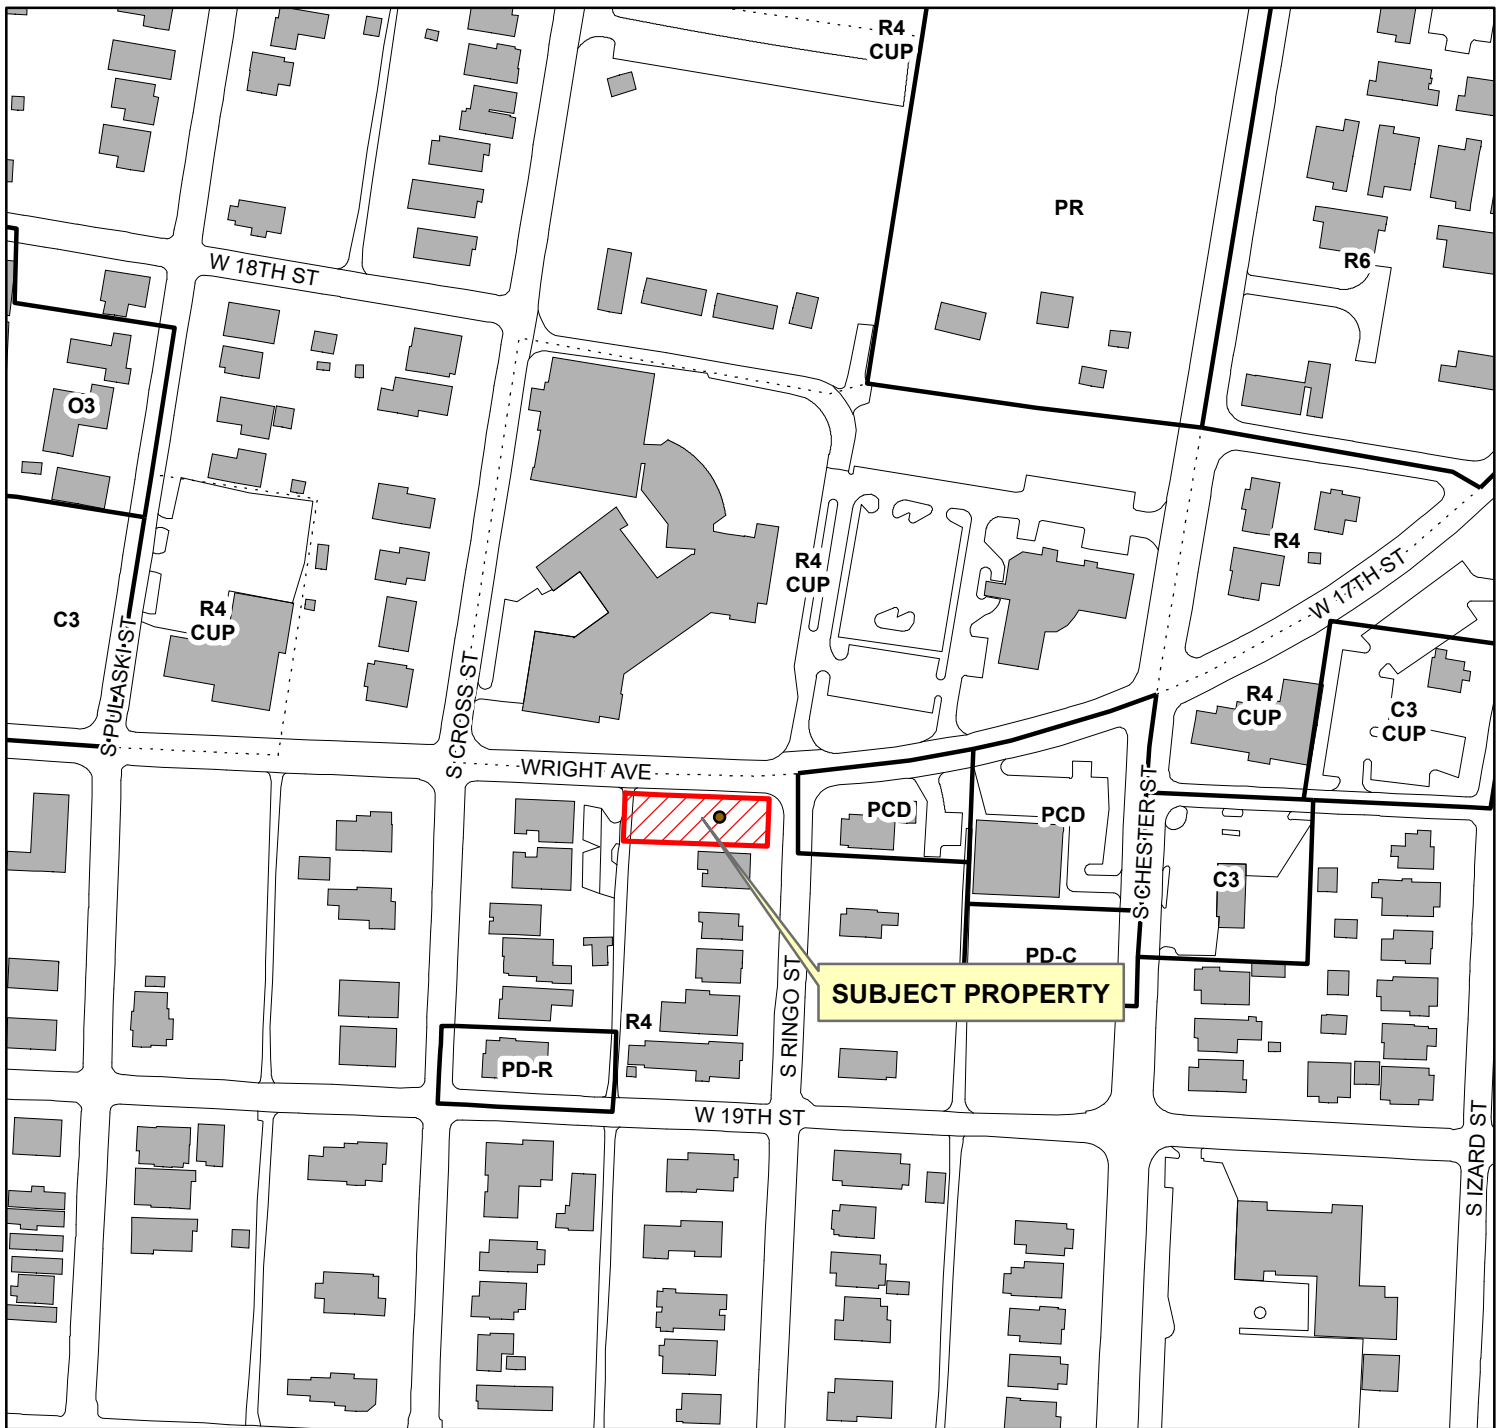 R4
CUP
PR
R6
W 18TH ST
O3
R4
W 17TH ST
R4
CUP
C3
R4
CUP
S PULASKI ST
S CROSS ST
R4
CUP
C3
CUP
WRIGHT AVE
PCD
PCD
S CHESTER ST
C3
PD-C
SUBJECT PROPERTY
R4
S RINGO ST
PD-R
W 19TH ST
S IZARD ST